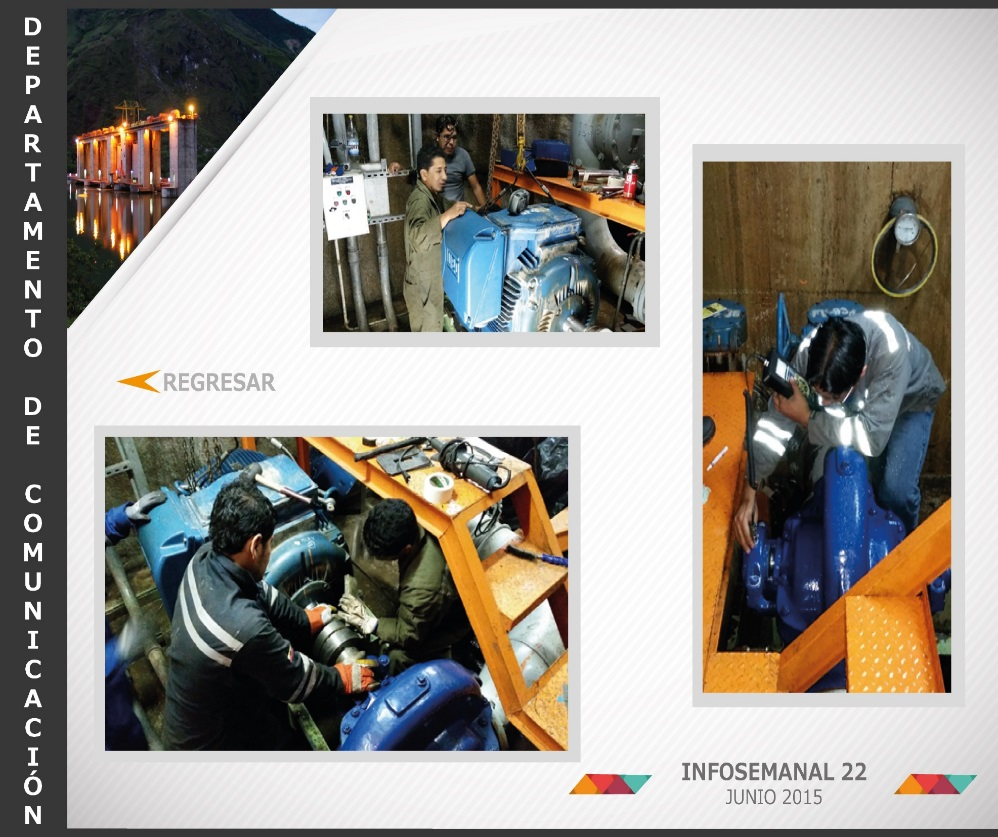 DEPARTAMENTO DE COMUNICACIÓN
REGRESAR
INFOSEMANAL 22
JUNIO 2015